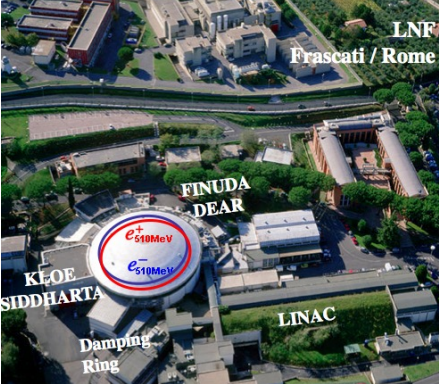 LNF
Frascati / Rome
FINUDA
DEAR
e+
510MeV
e−
510MeV
KLOE
SIDDHARTA
LINAC
Damping
Ring